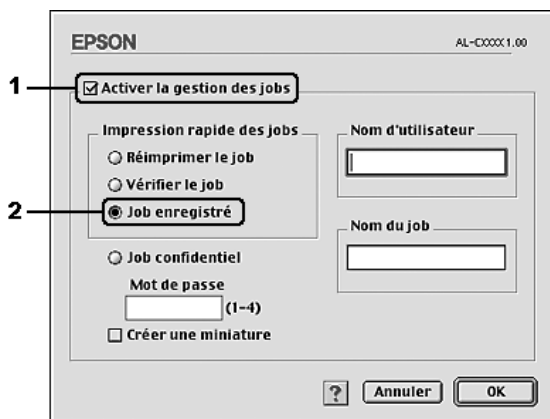 EPSON
AL-CXXXX1.00
1
Activer la gestion des jobs
Impression rapide des jobs
Réimprimer le job
Vérifier le job
2
Job enregistré
Job confidentiel
Mot de passe
(1-4)
Créer une miniature
Nom d'utilisateur
Nom du job
?
Annuler
OK